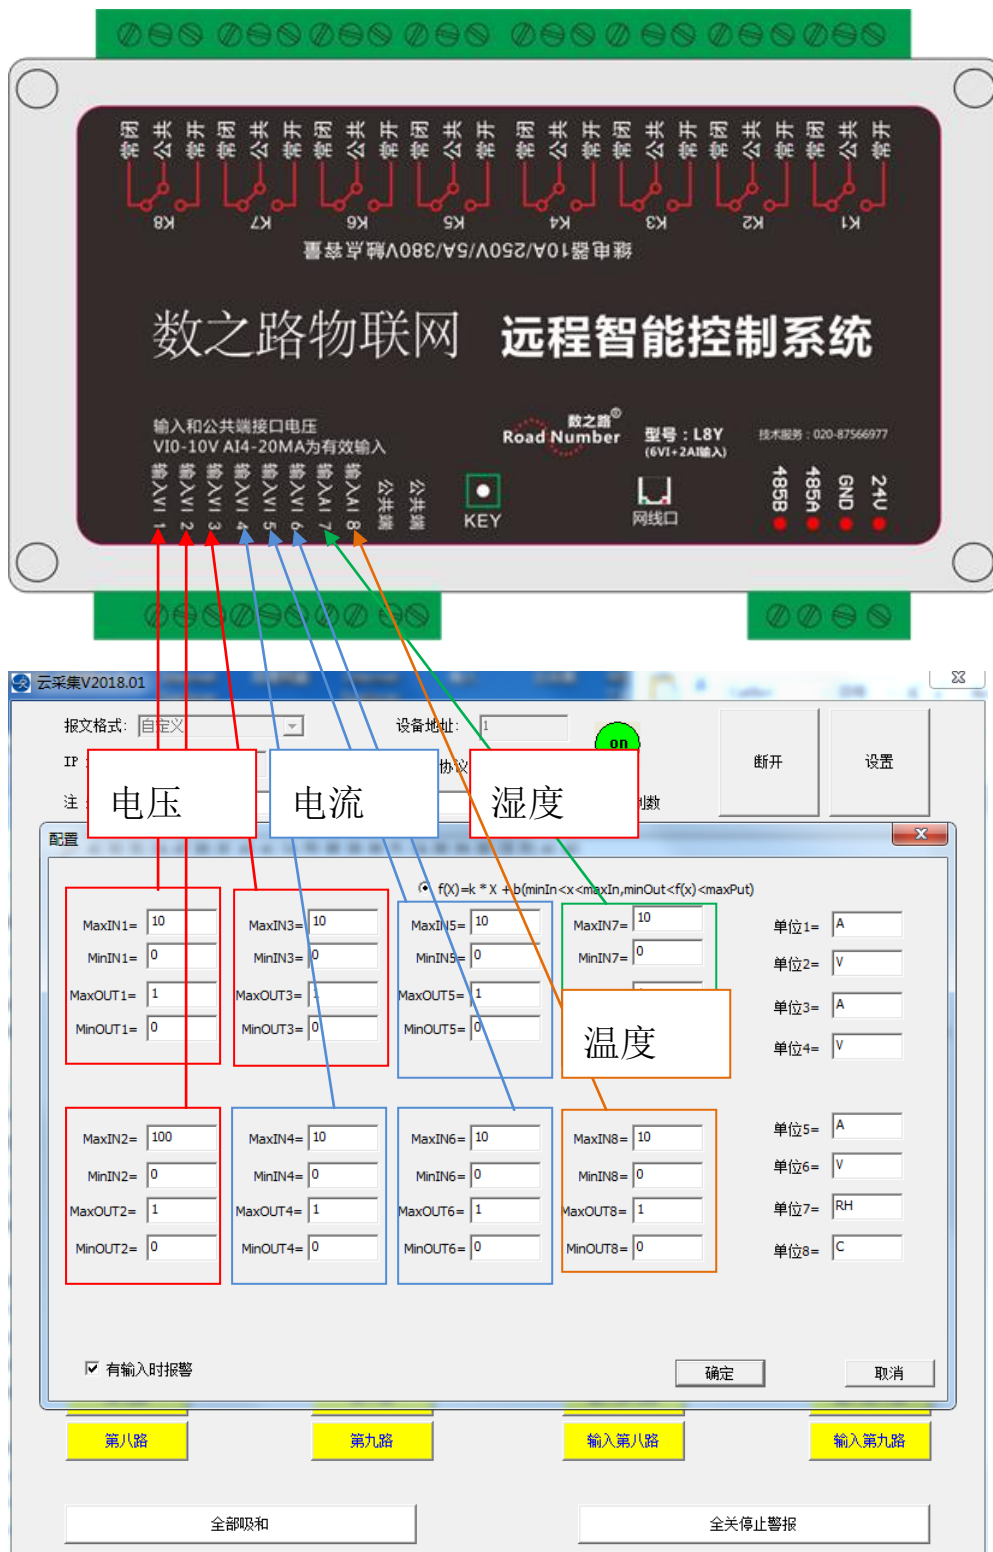 常闭 公共 常开 常闭 公共 常开 常闭 公共 常开 常闭 公共 常开 常闭 公共 常开 常闭 公共 常开 常闭 公共 常开 常闭 公共 常开
K8 K7 K6 K5 K4 K3 K2 K1
继电器10A/250V/5A/380V触点容量
数之路物联网 远程智能控制系统
输入和公共端接口电压
VI0-10V AI4-20MA为有效输入
数之路®
Road Number
型号：L8Y
(6VI+2AI输入)
技术服务：020-87566977
输入VI 1 输入VI 2 输入VI 3 输入VI 4 输入VI 5 输入VI 6 输入AI 7 输入AI 8 公共端 公共端
KEY
网线口
485B 485A GND 24V
云采集V2018.01
报文格式: 自定义 设备地址: 1
on
断开 设置
IP 协议
注
电压 电流 湿度
配置
f(X)=k * X + b(minIn<x<maxIn,minOut<f(x)<maxPut)
MaxIN1= 10 MaxIN3= 10 MaxIN5= 10 MaxIN7= 10 单位1= A
MinIN1= 0 MinIN3= 0 MinIN5= 0 MinIN7= 0 单位2= V
MaxOUT1= 1 MaxOUT3= 1 MaxOUT5= 1 单位3= A
MinOUT1= 0 MinOUT3= 0 MinOUT5= 0 单位4= V
温度
MaxIN2= 100 MaxIN4= 10 MaxIN6= 10 MaxIN8= 10 单位5= A
MinIN2= 0 MinIN4= 0 MinIN6= 0 MinIN8= 0 单位6= V
MaxOUT2= 1 MaxOUT4= 1 MaxOUT6= 1 MaxOUT8= 1 单位7= RH
MinOUT2= 0 MinOUT4= 0 MinOUT6= 0 MinOUT8= 0 单位8= C
有输入时报警 确定 取消
第八路 第九路 输入第八路 输入第九路
全部吸和 全关停止警报